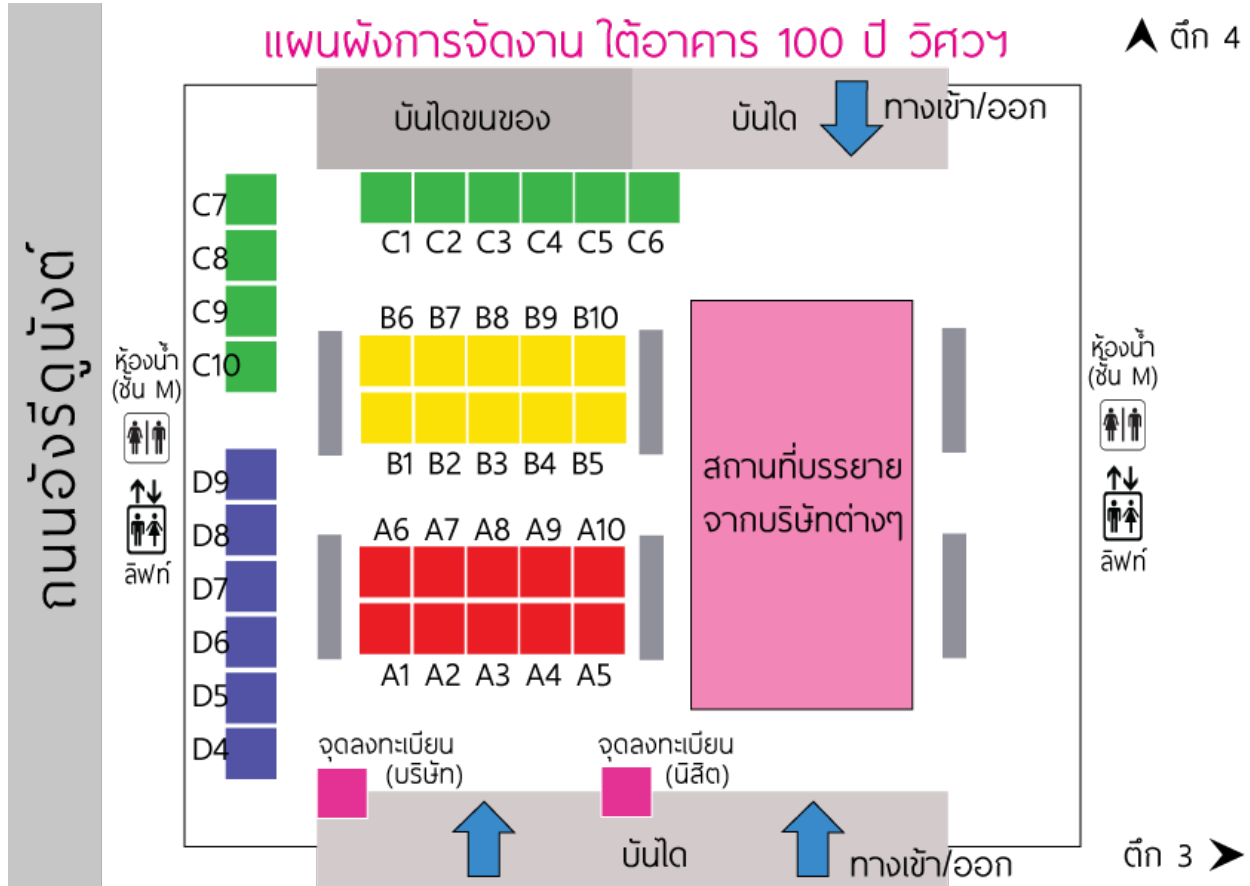 แผนผังการจัดงาน ใต้อาคาร 100 ปี วิศวฯ
ตึก 4
บันไดขนของ
บันได
ทางเข้า/ออก
C7
C8
C9
C10
C1 C2 C3 C4 C5 C6
B6 B7 B8 B9 B10
B1 B2 B3 B4 B5
ถนนอังรีดูนังต์
ห้องน้ำ
(ชั้น M)
ลิฟท์
D9
D8
D7
D6
D5
D4
A6 A7 A8 A9 A10
A1 A2 A3 A4 A5
สถานที่บรรยาย
จากบริษัทต่างๆ
ห้องน้ำ
(ชั้น M)
ลิฟท์
จุดลงทะเบียน
(บริษัท)
จุดลงทะเบียน
(นิสิต)
บันได
ทางเข้า/ออก
ตึก 3